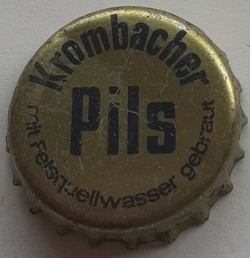 Krombacher
Pils
mit Felsquellwasser gebraut